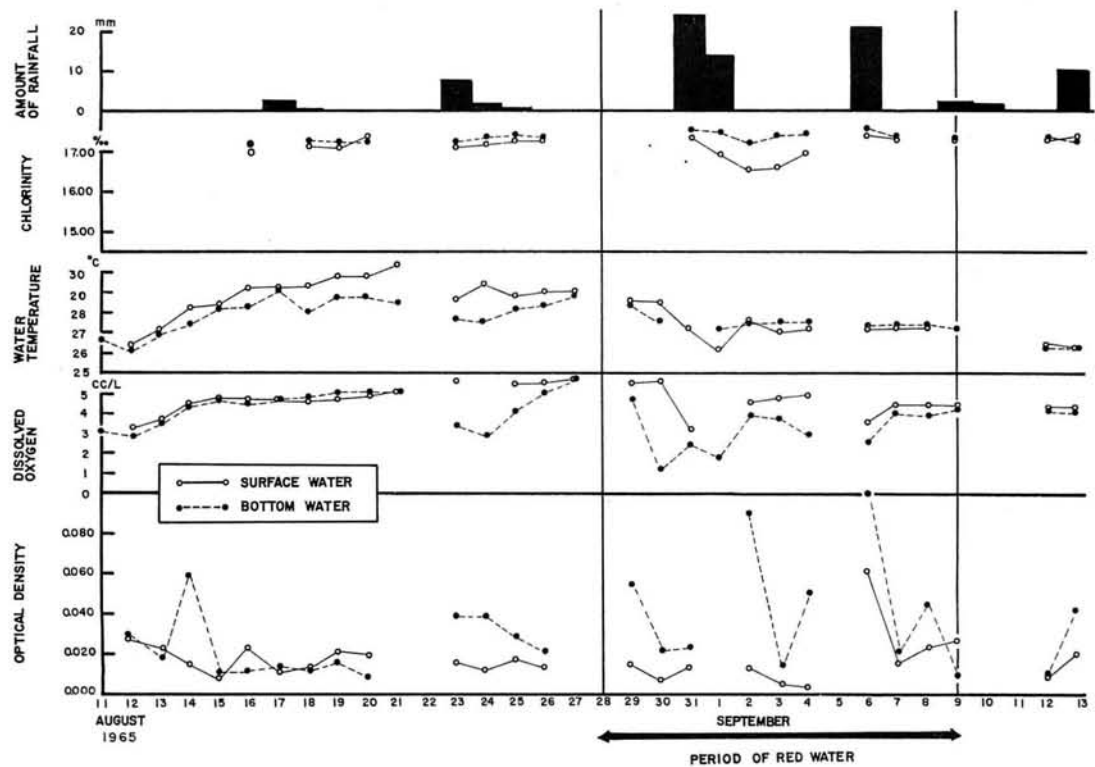 mm
20
10
0
AMOUNT
OF RAINFALL
‰
17.00
16.00
15.00
CHLORINITY
°C
30
28
27
26
25
WATER
TEMPERATURE
CC/L
5
4
3
2
1
0
DISSOLVED
OXYGEN
SURFACE WATER
BOTTOM WATER
0.080
0.060
0.040
0.020
0.000
OPTICAL DENSITY
11 12 13 14 15 16 17 18 19 20 21 22 23 24 25 26 27 28 29 30 31 1 2 3 4 5 6 7 8 9 10 11 12 13
AUGUST SEPTEMBER
1965
PERIOD OF RED WATER